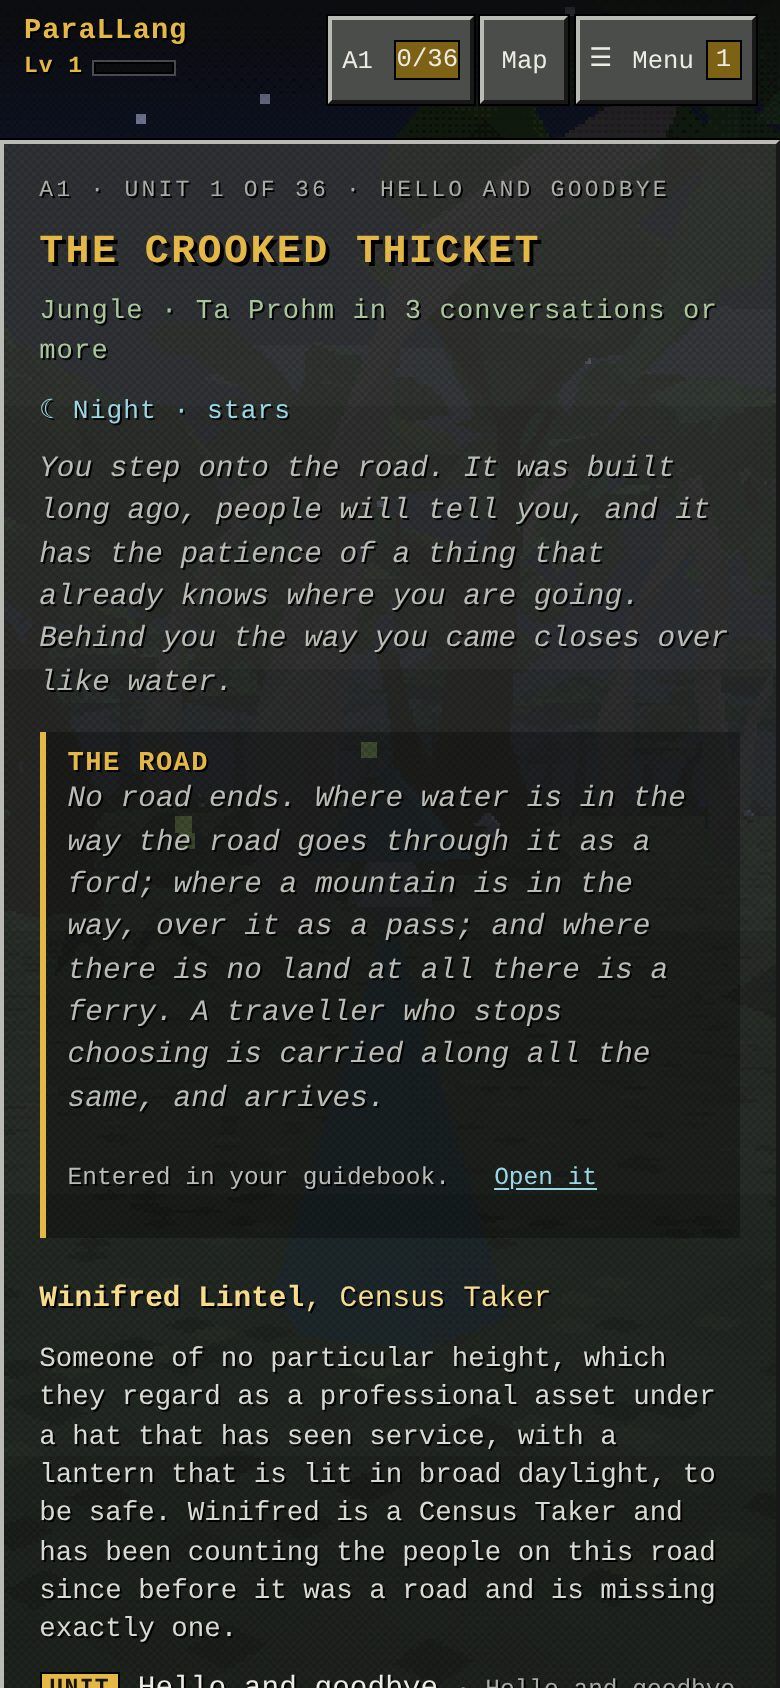 ParaLLang
Lv 1
A1 0/36
Map
☰ Menu 1
A1 · UNIT 1 OF 36 · HELLO AND GOODBYE
THE CROOKED THICKET
Jungle · Ta Prohm in 3 conversations or
more
☾ Night · stars
You step onto the road. It was built
long ago, people will tell you, and it
has the patience of a thing that
already knows where you are going.
Behind you the way you came closes over
like water.
THE ROAD
No road ends. Where water is in the
way the road goes through it as a
ford; where a mountain is in the
way, over it as a pass; and where
there is no land at all there is a
ferry. A traveller who stops
choosing is carried along all the
same, and arrives.
Entered in your guidebook. Open it
Winifred Lintel, Census Taker
Someone of no particular height, which
they regard as a professional asset under
a hat that has seen service, with a
lantern that is lit in broad daylight, to
be safe. Winifred is a Census Taker and
has been counting the people on this road
since before it was a road and is missing
exactly one.
UNIT Hello and goodbye · Hello and goodbye